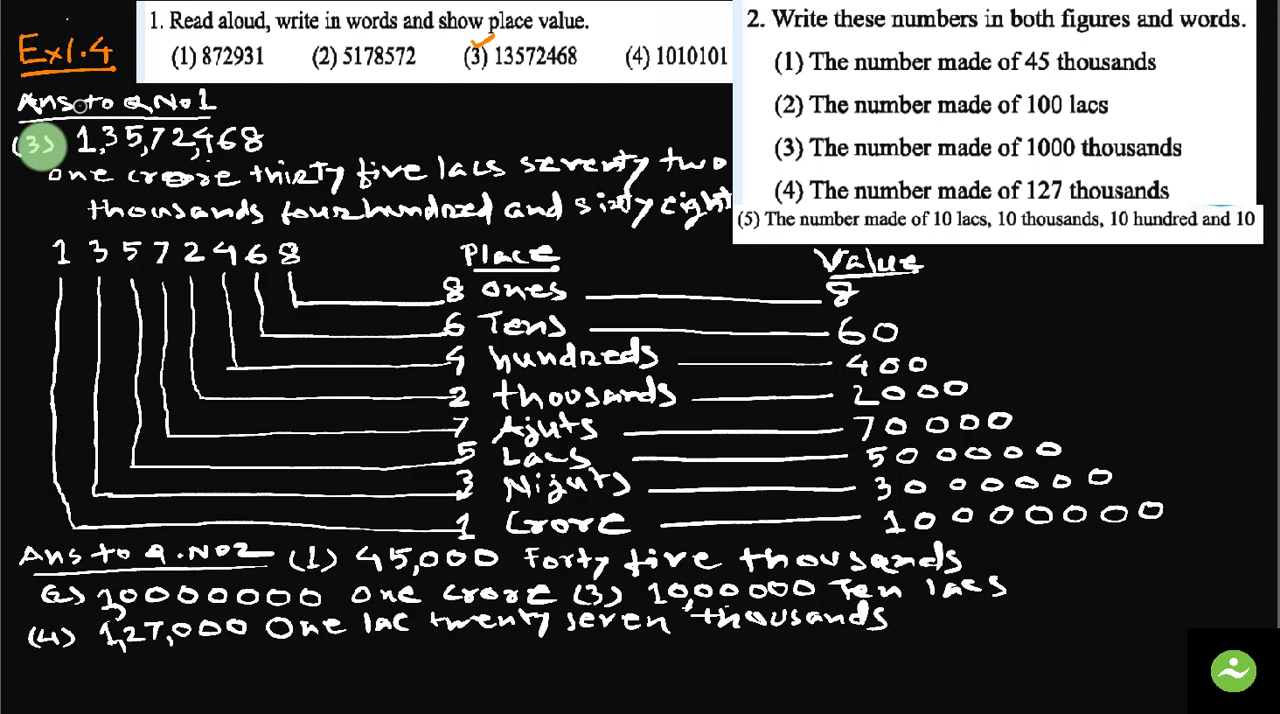 Ex1.4
1. Read aloud, write in words and show place value.
(1) 872931 (2) 5178572 (3) 13572468 (4) 1010101
2. Write these numbers in both figures and words.
(1) The number made of 45 thousands
(2) The number made of 100 lacs
(3) The number made of 1000 thousands
(4) The number made of 127 thousands
(5) The number made of 10 lacs, 10 thousands, 10 hundred and 10
Ans to Q No 1
(3) 1,35,72,468
one crore thirty five lacs seventy two
thousands four hundred and sixty eight
1 3 5 7 2 4 6 8 Place Value
8 ones 8
6 Tens 60
4 hundreds 400
2 thousands 2000
7 Ajuts 70000
5 Lacs 500000
3 Nijuts 3000000
1 Crore 10000000
Ans to Q.No2 (1) 45,000 Forty five thousands
(2) 1,0000000 One crore (3) 10,00000 Ten lacs
(4) 1,27,000 One lac twenty seven thousands